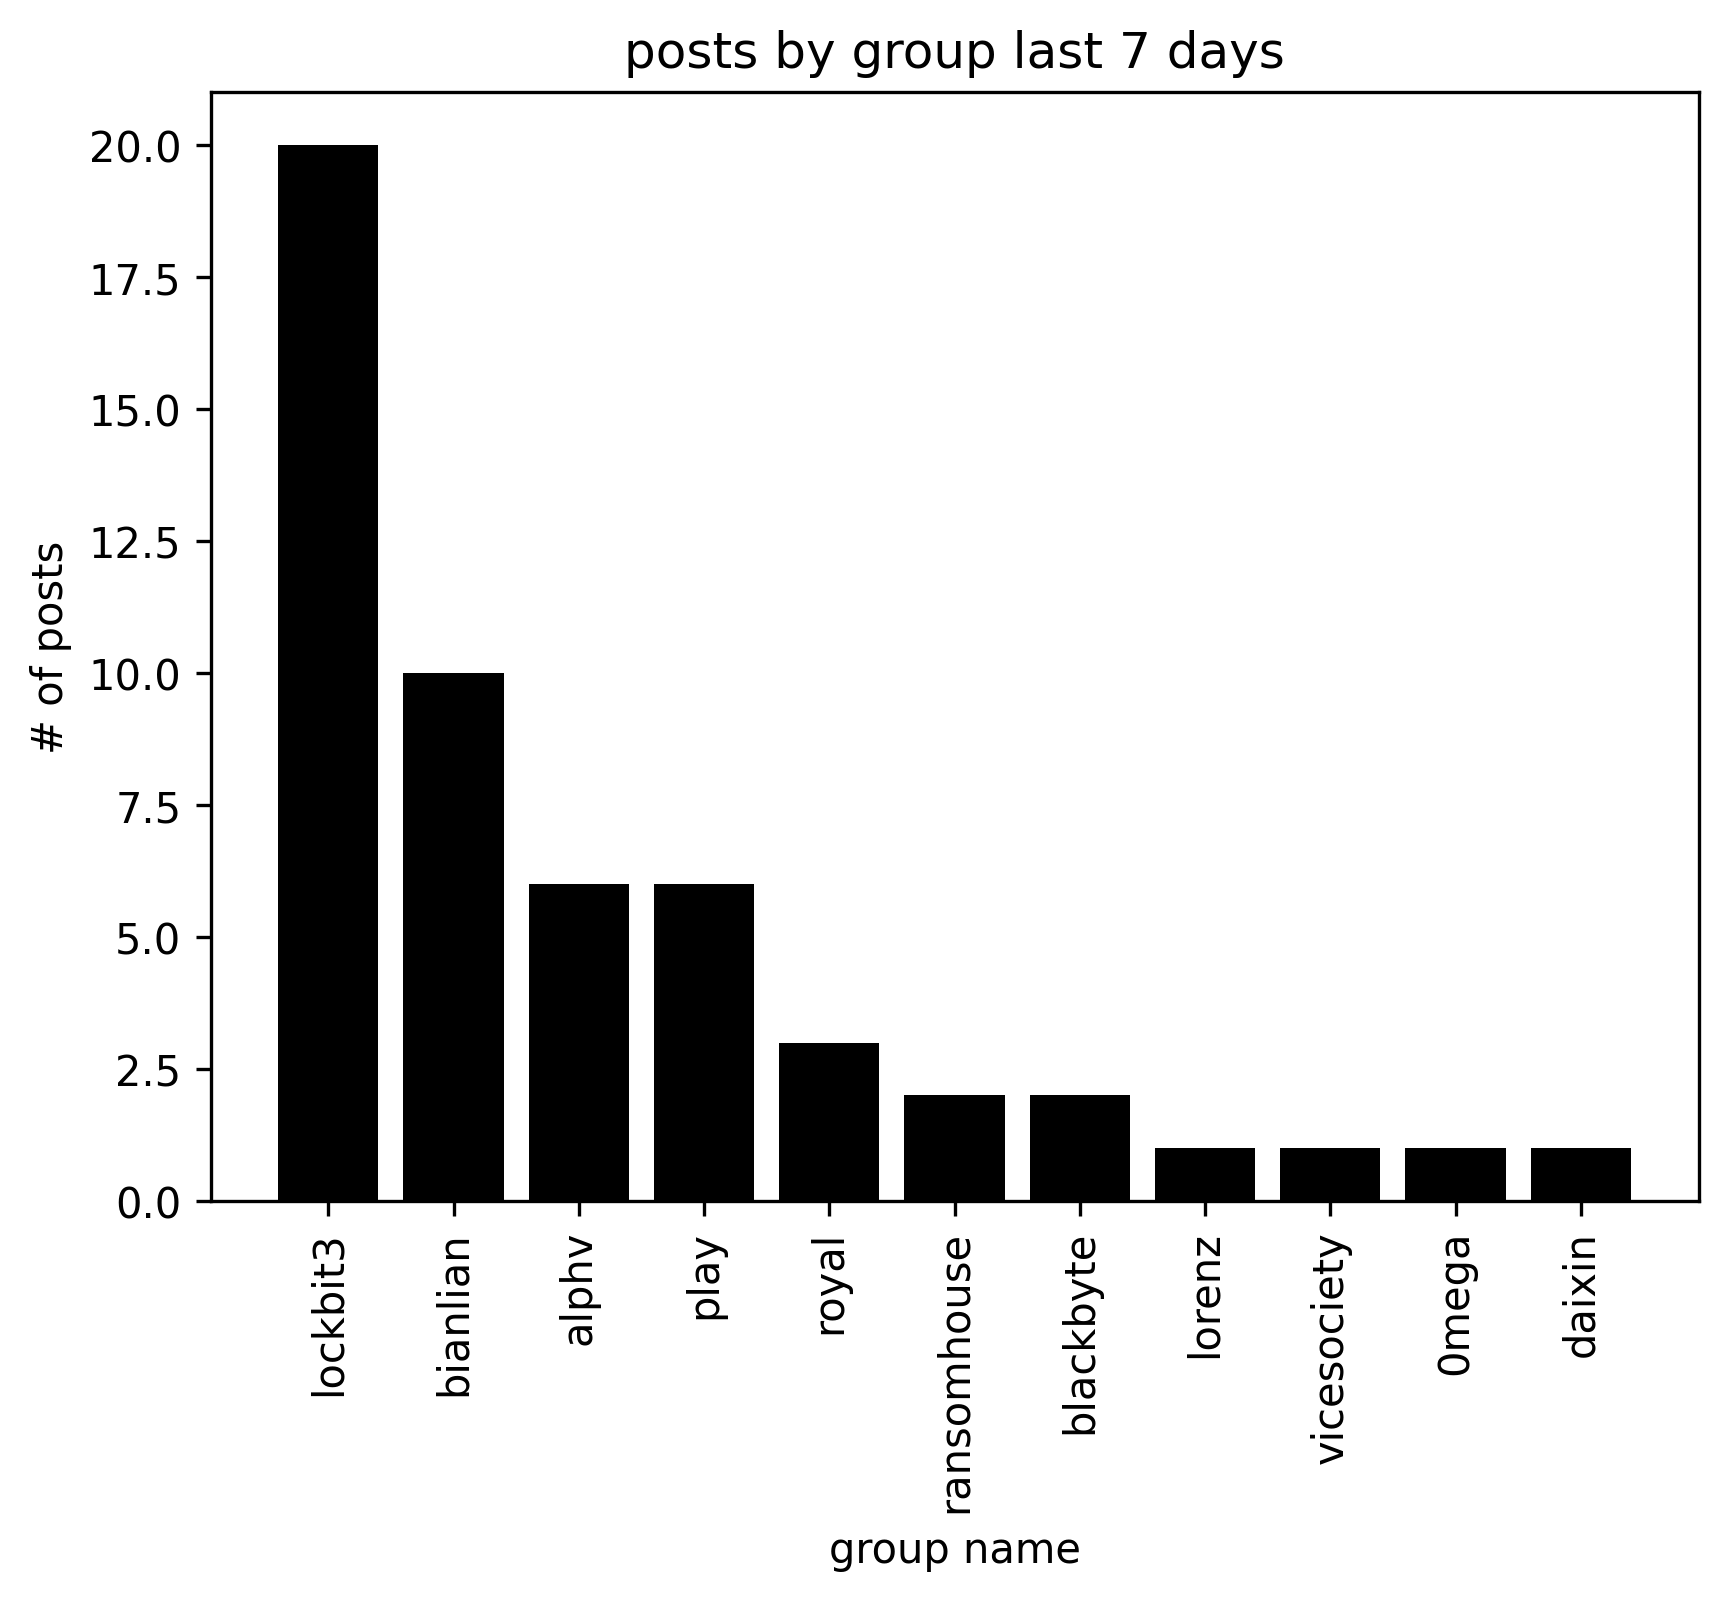 posts by group last 7 days
20.0
17.5
15.0
12.5
10.0
7.5
5.0
2.5
0.0
# of posts
lockbit3
bianlian
alphv
play
royal
ransomhouse
blackbyte
lorenz
vicesociety
0mega
daixin
group name